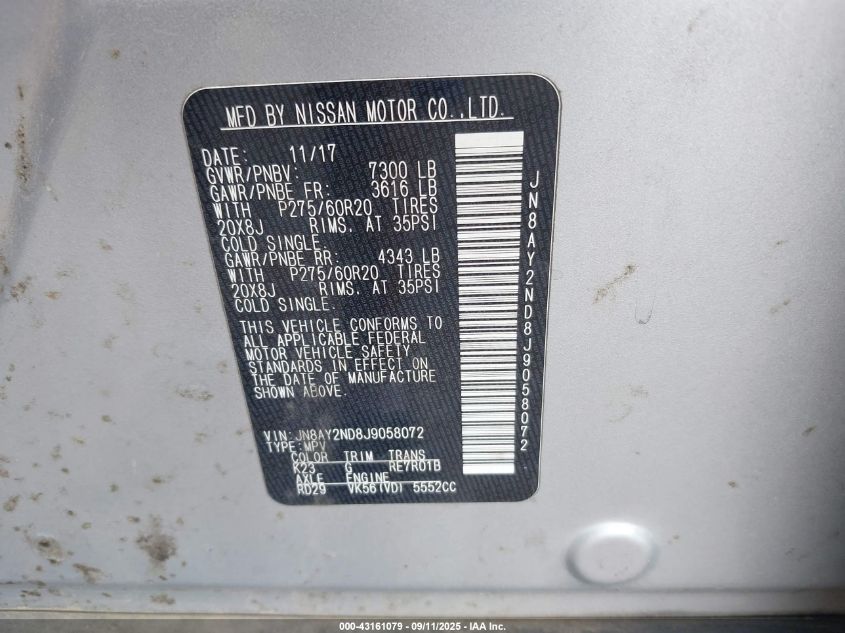 MFD BY NISSAN MOTOR CO.,LTD.
DATE: 11/17
GVWR/PNBV: 7300 LB
GAWR/PNBE FR: 3616 LB
WITH P275/60R20 TIRES
20X8J RIMS. AT 35PSI
COLD SINGLE.
GAWR/PNBE RR: 4343 LB
WITH P275/60R20 TIRES
20X8J RIMS. AT 35PSI
COLD SINGLE.
THIS VEHICLE CONFORMS TO
ALL APPLICABLE FEDERAL
MOTOR VEHICLE SAFETY
STANDARDS IN EFFECT ON
THE DATE OF MANUFACTURE
SHOWN ABOVE.
VIN: JN8AY2ND8J9058072
TYPE: MPV
COLOR TRIM TRANS
K23 G RE7R01B
AXLE ENGINE
RD29 VK56(VD) 5552CC
JN8AY2ND8J9058072
000-43161079 - 09/11/2025 - IAA Inc.